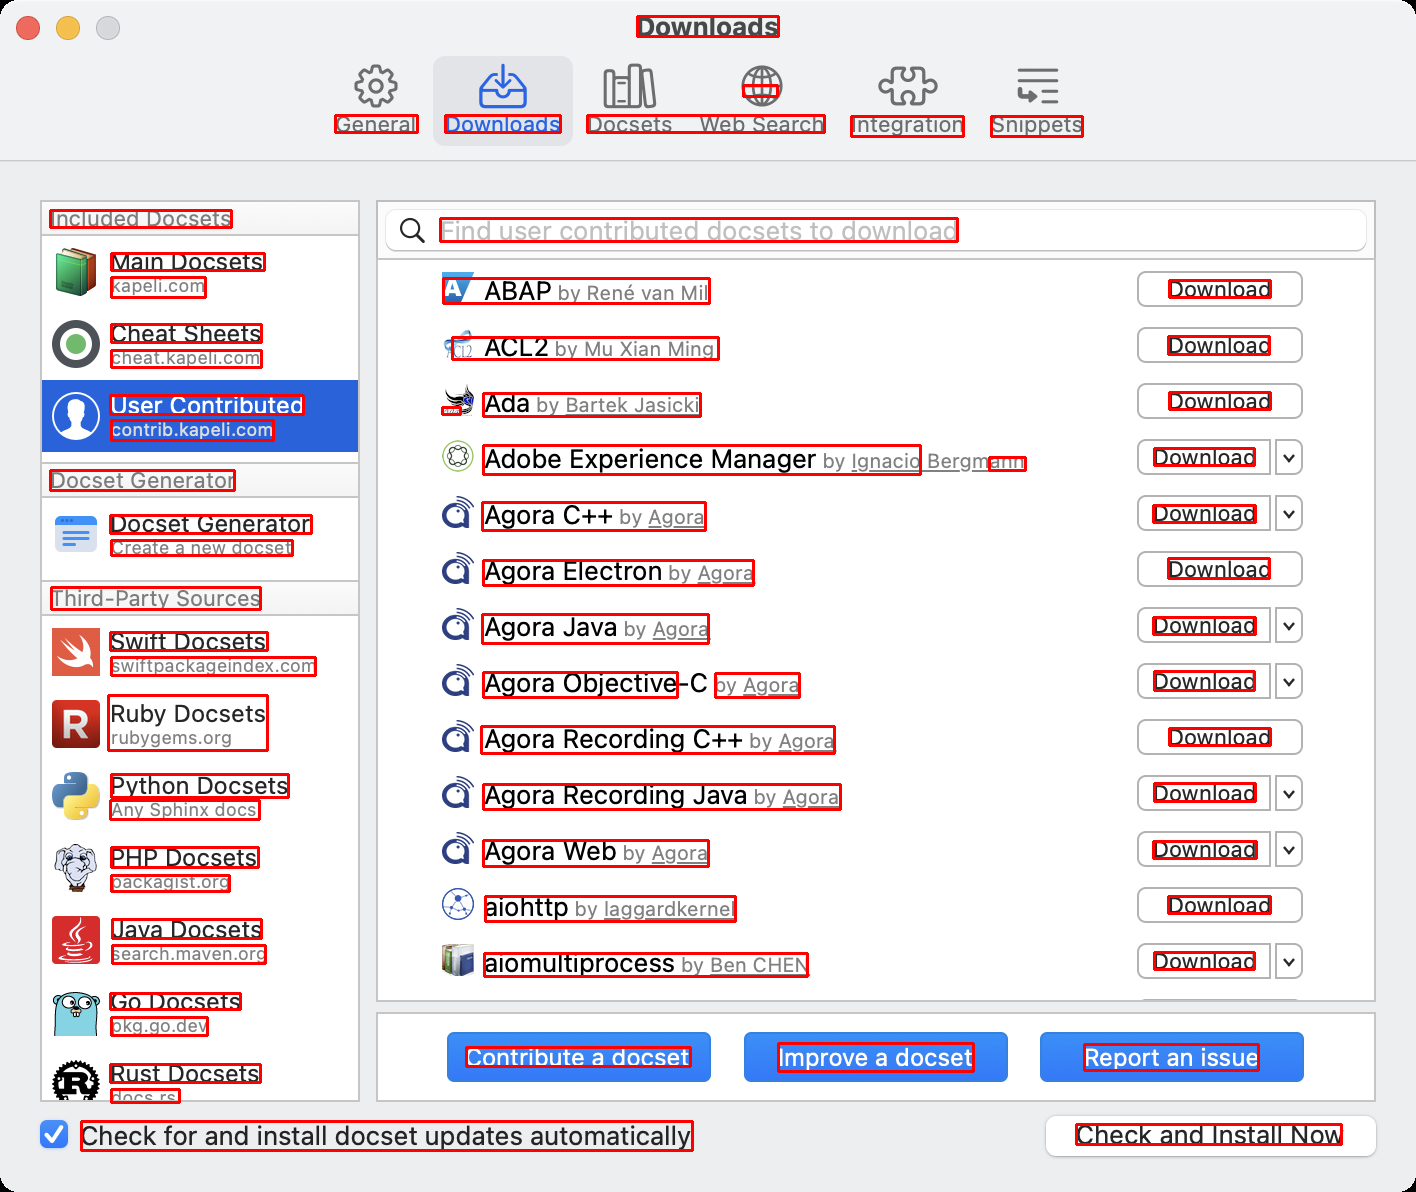 Downloads
General Downloads Docsets Web Search Integration Snippets
Included Docsets
Main Docsets
kapeli.com
Cheat Sheets
cheat.kapeli.com
User Contributed
contrib.kapeli.com
Docset Generator
Docset Generator
Create a new docset
Third-Party Sources
Swift Docsets
swiftpackageindex.com
Ruby Docsets
rubygems.org
Python Docsets
Any Sphinx docs
PHP Docsets
packagist.org
Java Docsets
search.maven.org
Go Docsets
pkg.go.dev
Rust Docsets
docs.rs
Find user contributed docsets to download
ABAP by René van Mil Download
ACL2 by Mu Xian Ming Download
Ada by Bartek Jasicki Download
Adobe Experience Manager by Ignacio Bergmann Download
Agora C++ by Agora Download
Agora Electron by Agora Download
Agora Java by Agora Download
Agora Objective-C by Agora Download
Agora Recording C++ by Agora Download
Agora Recording Java by Agora Download
Agora Web by Agora Download
aiohttp by laggardkernel Download
aiomultiprocess by Ben CHEN Download
Contribute a docset Improve a docset Report an issue
Check for and install docset updates automatically Check and Install Now